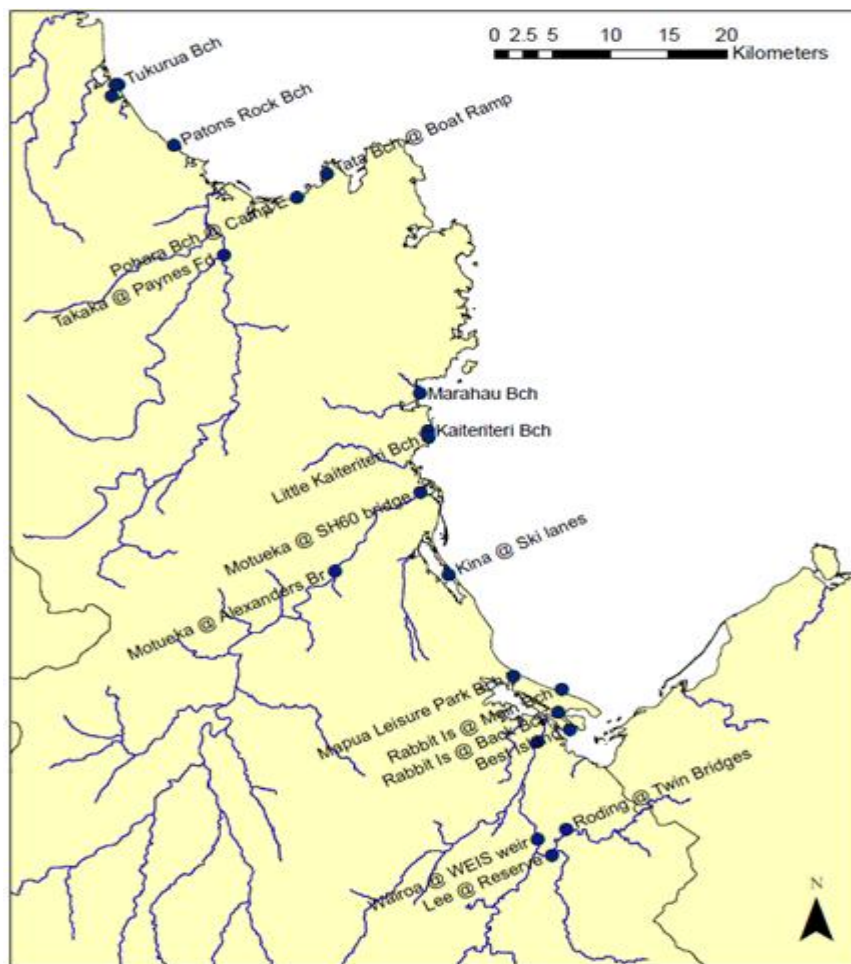 0 2.5 5 10 15 20
Kilometers
Tukurua Bch
Patons Rock Bch
Tata Bch @ Boat Ramp
Pohara Bch @ Camp E
Takaka @ Paynes Fd
Marahau Bch
Kaiteriteri Bch
Little Kaiteriteri Bch
Motueka @ SH60 bridge
Kina @ Ski lanes
Motueka @ Alexanders Br
Mapua Leisure Park Bch
Rabbit Is @ Main Bch
Rabbit Is @ Back Bch
Best Island
Roding @ Twin Bridges
Wairoa @ WEIS weir
Lee @ Reserve
N